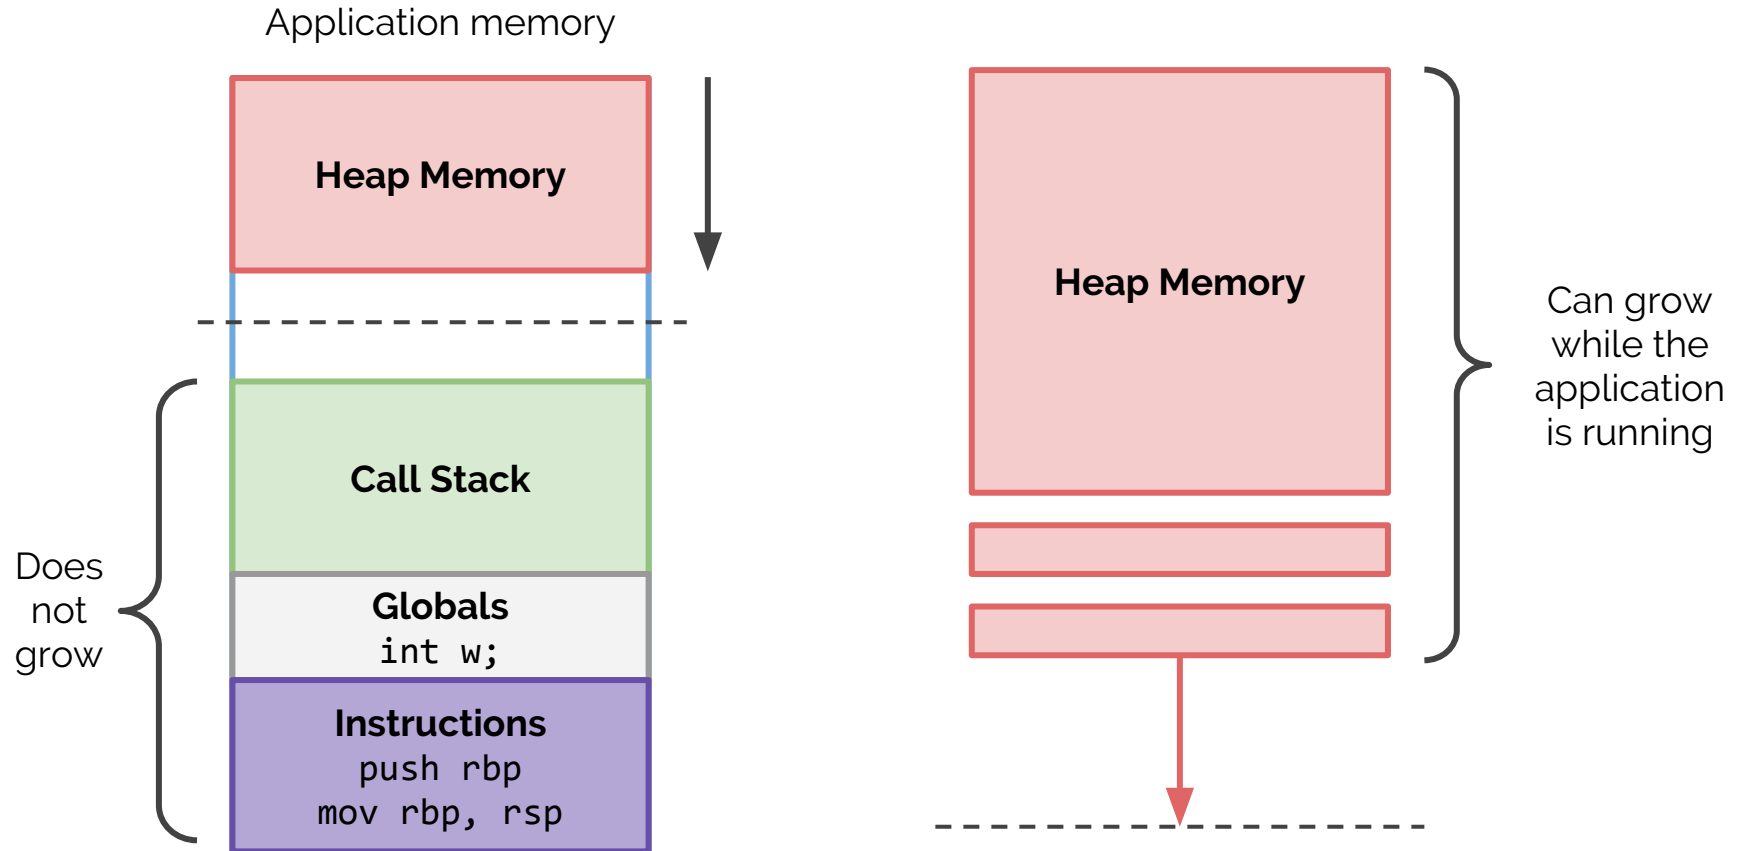 Application memory
Heap Memory
Call Stack
Globals
int w;
Instructions
push rbp
mov rbp, rsp
Does
not
grow
Heap Memory
Can grow
while the
application
is running